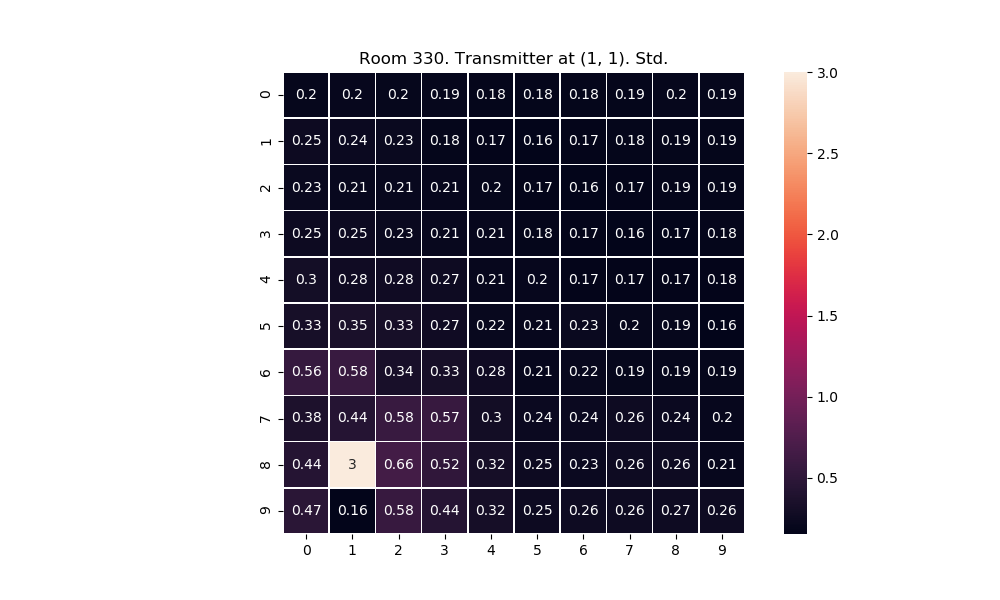 Room 330. Transmitter at (1, 1). Std.
0 0.2 0.2 0.2 0.19 0.18 0.18 0.18 0.19 0.2 0.19
1 0.25 0.24 0.23 0.18 0.17 0.16 0.17 0.18 0.19 0.19
2 0.23 0.21 0.21 0.21 0.2 0.17 0.16 0.17 0.19 0.19
3 0.25 0.25 0.23 0.21 0.21 0.18 0.17 0.16 0.17 0.18
4 0.3 0.28 0.28 0.27 0.21 0.2 0.17 0.17 0.17 0.18
5 0.33 0.35 0.33 0.27 0.22 0.21 0.23 0.2 0.19 0.16
6 0.56 0.58 0.34 0.33 0.28 0.21 0.22 0.19 0.19 0.19
7 0.38 0.44 0.58 0.57 0.3 0.24 0.24 0.26 0.24 0.2
8 0.44 3 0.66 0.52 0.32 0.25 0.23 0.26 0.26 0.21
9 0.47 0.16 0.58 0.44 0.32 0.25 0.26 0.26 0.27 0.26
0 1 2 3 4 5 6 7 8 9
3.0
2.5
2.0
1.5
1.0
0.5